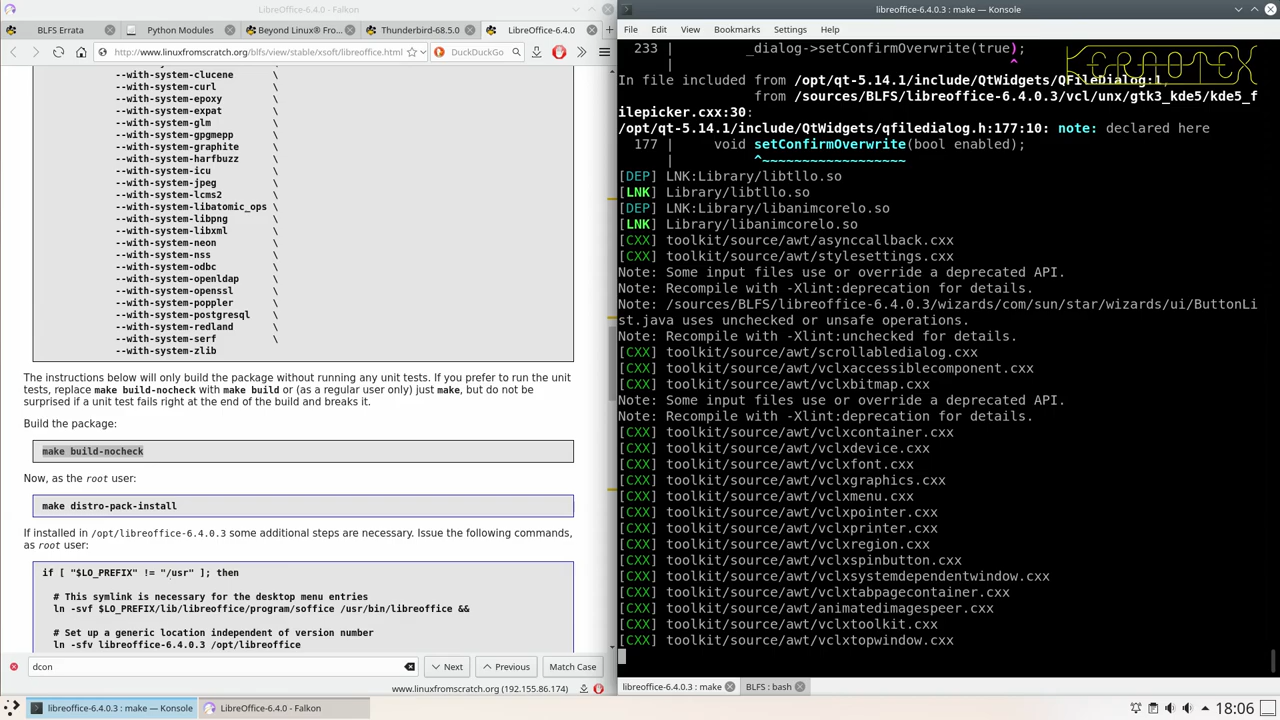 LibreOffice-6.4.0 - Falkon
BLFS Errata
Python Modules
Beyond Linux® Fro...
Thunderbird-68.5.0
LibreOffice-6.4.0
http://www.linuxfromscratch.org/blfs/view/stable/xsoft/libreoffice.html
DuckDuckGo
--with-system-clucene \
--with-system-curl \
--with-system-epoxy \
--with-system-expat \
--with-system-glm \
--with-system-gpgmepp \
--with-system-graphite \
--with-system-harfbuzz \
--with-system-icu \
--with-system-jpeg \
--with-system-lcms2 \
--with-system-libatomic_ops \
--with-system-libpng \
--with-system-libxml \
--with-system-neon \
--with-system-nss \
--with-system-odbc \
--with-system-openldap \
--with-system-openssl \
--with-system-poppler \
--with-system-postgresql \
--with-system-redland \
--with-system-serf \
--with-system-zlib
The instructions below will only build the package without running any unit tests. If you prefer to run the unit
tests, replace make build-nocheck with make build or (as a regular user only) just make, but do not be
surprised if a unit test fails right at the end of the build and breaks it.
Build the package:
make build-nocheck
Now, as the root user:
make distro-pack-install
If installed in /opt/libreoffice-6.4.0.3 some additional steps are necessary. Issue the following commands,
as root user:
if [ "$LO_PREFIX" != "/usr" ]; then
# This symlink is necessary for the desktop menu entries
ln -svf $LO_PREFIX/lib/libreoffice/program/soffice /usr/bin/libreoffice &&
# Set up a generic location independent of version number
ln -sfv libreoffice-6.4.0.3 /opt/libreoffice
dcon
Next
Previous
Match Case
www.linuxfromscratch.org (192.155.86.174)
libreoffice-6.4.0.3 : make — Konsole
File Edit View Bookmarks Settings Help
KERNOTEX
233 | _dialog->setConfirmOverwrite(true);
| ^
In file included from /opt/qt-5.14.1/include/QtWidgets/QFileDialog:1,
from /sources/BLFS/libreoffice-6.4.0.3/vcl/unx/gtk3_kde5/kde5_f
ilepicker.cxx:30:
/opt/qt-5.14.1/include/QtWidgets/qfiledialog.h:177:10: note: declared here
177 | void setConfirmOverwrite(bool enabled);
| ^~~~~~~~~~~~~~~~~~~
[DEP] LNK:Library/libtllo.so
[LNK] Library/libtllo.so
[DEP] LNK:Library/libanimcorelo.so
[LNK] Library/libanimcorelo.so
[CXX] toolkit/source/awt/asynccallback.cxx
[CXX] toolkit/source/awt/stylesettings.cxx
Note: Some input files use or override a deprecated API.
Note: Recompile with -Xlint:deprecation for details.
Note: /sources/BLFS/libreoffice-6.4.0.3/wizards/com/sun/star/wizards/ui/ButtonLi
st.java uses unchecked or unsafe operations.
Note: Recompile with -Xlint:unchecked for details.
[CXX] toolkit/source/awt/scrollabledialog.cxx
[CXX] toolkit/source/awt/vclxaccessiblecomponent.cxx
[CXX] toolkit/source/awt/vclxbitmap.cxx
Note: Some input files use or override a deprecated API.
Note: Recompile with -Xlint:deprecation for details.
[CXX] toolkit/source/awt/vclxcontainer.cxx
[CXX] toolkit/source/awt/vclxdevice.cxx
[CXX] toolkit/source/awt/vclxfont.cxx
[CXX] toolkit/source/awt/vclxgraphics.cxx
[CXX] toolkit/source/awt/vclxmenu.cxx
[CXX] toolkit/source/awt/vclxpointer.cxx
[CXX] toolkit/source/awt/vclxprinter.cxx
[CXX] toolkit/source/awt/vclxregion.cxx
[CXX] toolkit/source/awt/vclxspinbutton.cxx
[CXX] toolkit/source/awt/vclxsystemdependentwindow.cxx
[CXX] toolkit/source/awt/vclxtabpagecontainer.cxx
[CXX] toolkit/source/awt/animatedimagespeer.cxx
[CXX] toolkit/source/awt/vclxtoolkit.cxx
[CXX] toolkit/source/awt/vclxtopwindow.cxx
libreoffice-6.4.0.3 : make
BLFS : bash
libreoffice-6.4.0.3 : make — Konsole
LibreOffice-6.4.0 - Falkon
18:06